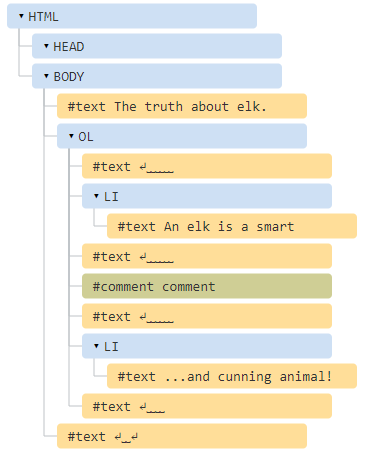 ▾ HTML
▾ HEAD
▾ BODY
#text The truth about elk.
▾ OL
#text ↵␣␣␣␣␣␣
▾ LI
#text An elk is a smart
#text ↵␣␣␣␣␣␣
#comment comment
#text ↵␣␣␣␣␣␣
▾ LI
#text ...and cunning animal!
#text ↵␣␣␣␣
#text ↵␣␣↵